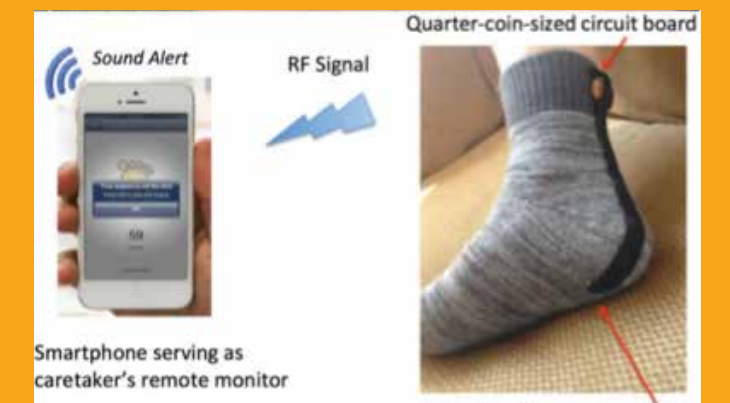 Quarter-coin-sized circuit board
Sound Alert
RF Signal
Smartphone serving as
caretaker's remote monitor